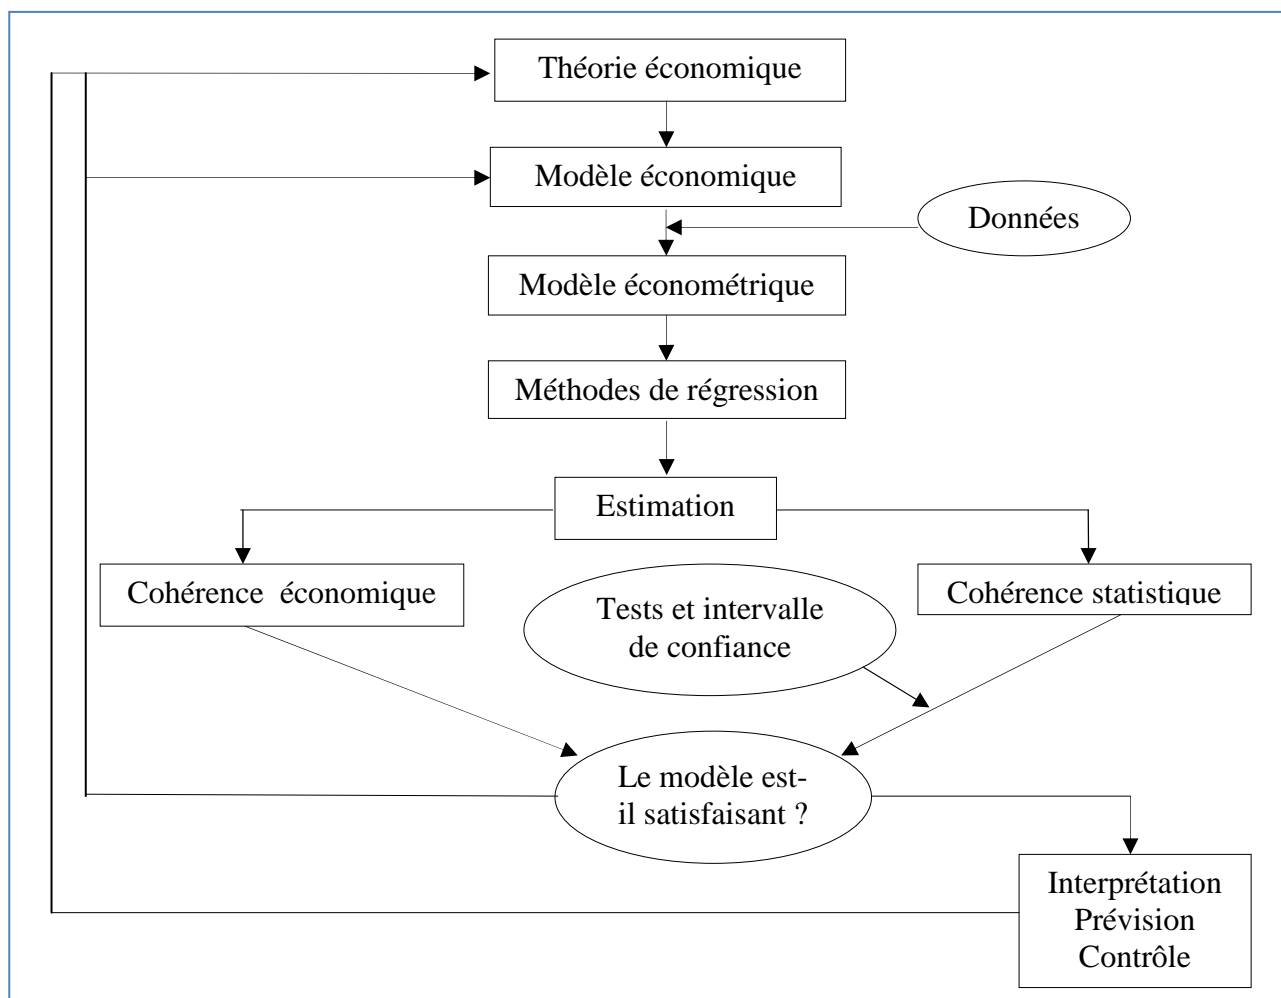 Théorie économique
Modèle économique
Données
Modèle économétrique
Méthodes de régression
Estimation
Cohérence économique
Tests et intervalle
de confiance
Cohérence statistique
Le modèle est-
il satisfaisant ?
Interprétation
Prévision
Contrôle